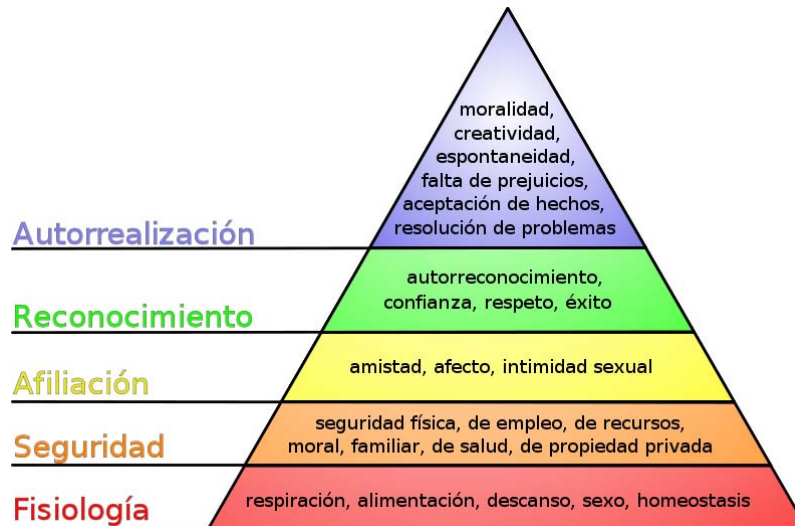 moralidad,
creatividad,
espontaneidad,
falta de prejuicios,
aceptación de hechos,
resolución de problemas
Autorrealización
autorreconocimiento,
confianza, respeto, éxito
Reconocimiento
amistad, afecto, intimidad sexual
Afiliación
seguridad física, de empleo, de recursos,
moral, familiar, de salud, de propiedad privada
Seguridad
respiración, alimentación, descanso, sexo, homeostasis
Fisiología